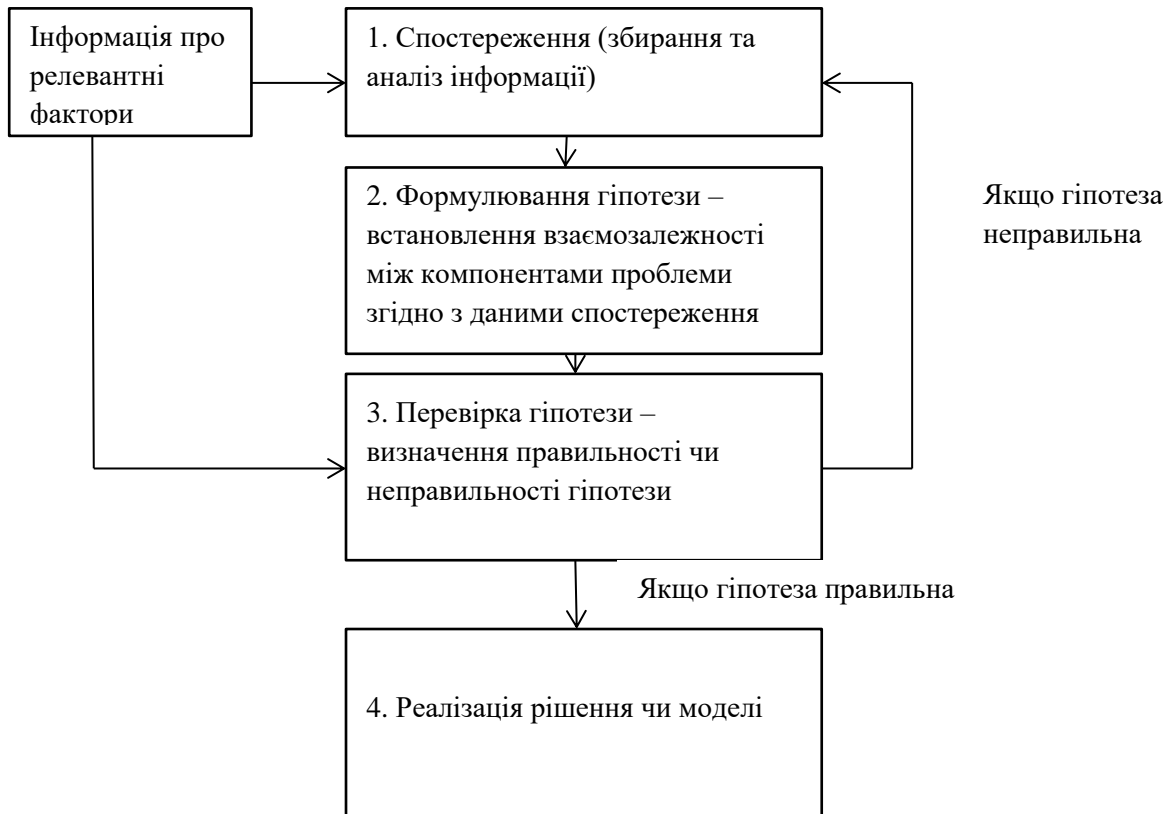 Інформація про
релевантні
фактори
1. Спостереження (збирання та
аналіз інформації)
2. Формулювання гіпотези –
встановлення взаємозалежності
між компонентами проблеми
згідно з даними спостереження
Якщо гіпотеза
неправильна
3. Перевірка гіпотези –
визначення правильності чи
неправильності гіпотези
Якщо гіпотеза правильна
4. Реалізація рішення чи моделі